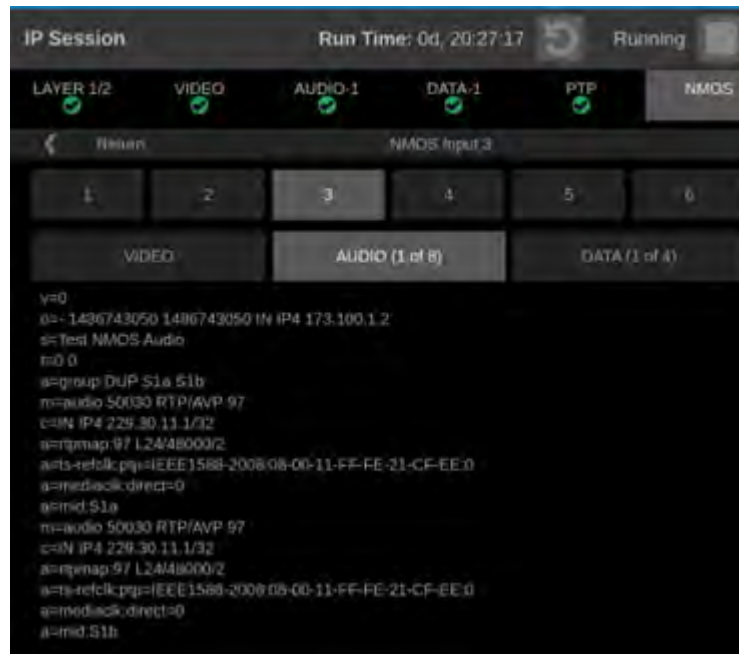 IP Session Run Time: 0d, 20:27:17 Running
LAYER 1/2 VIDEO AUDIO-1 DATA-1 PTP NMOS
Return NMOS Input 3
1 2 3 4 5 6
VIDEO AUDIO (1 of 8) DATA (1 of 4)
v=0
o=- 1486743050 1486743050 IN IP4 173.100.1.2
s=Test NMOS Audio
t=0 0
a=group:DUP S1a S1b
m=audio 50030 RTP/AVP 97
c=IN IP4 229.30.11.1/32
a=rtpmap:97 L24/48000/2
a=ts-refclk:ptp=IEEE1588-2008:08-00-11-FF-FE-21-CF-EE:0
a=mediaclk:direct=0
a=mid:S1a
m=audio 50030 RTP/AVP 97
c=IN IP4 229.30.11.1/32
a=rtpmap:97 L24/48000/2
a=ts-refclk:ptp=IEEE1588-2008:08-00-11-FF-FE-21-CF-EE:0
a=mediaclk:direct=0
a=mid:S1b